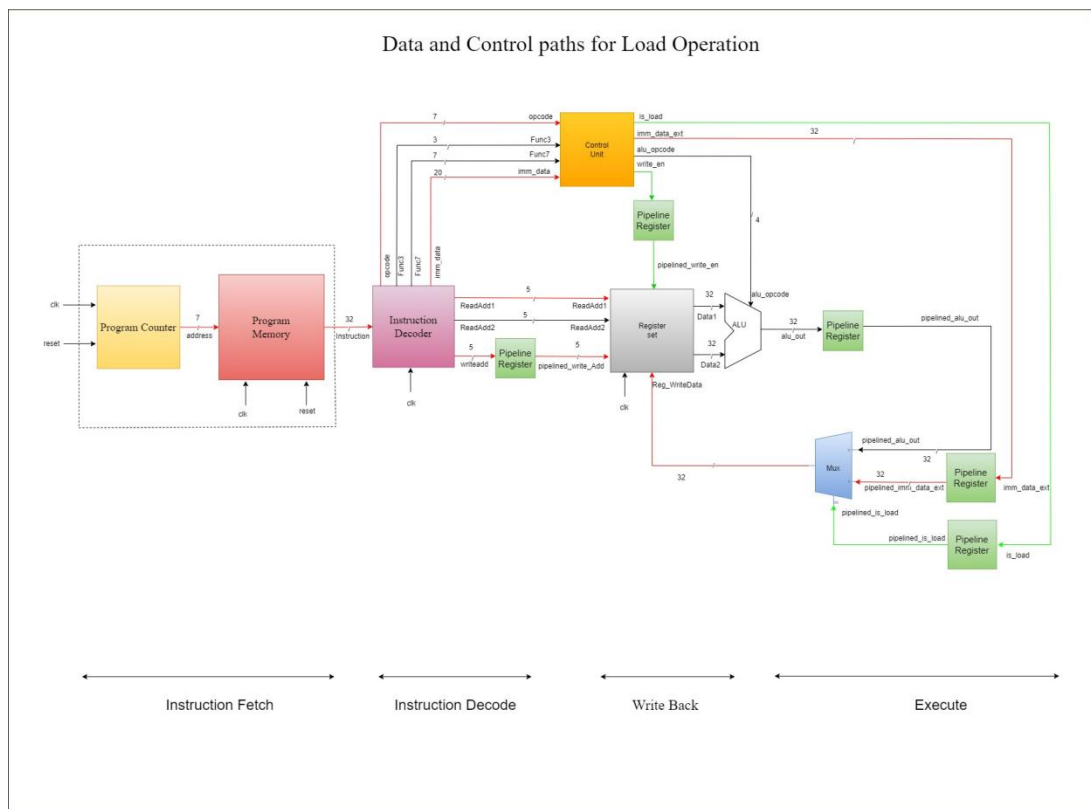 Data and Control paths for Load Operation
7
opcode
is_load
3
Func3
imm_data_ext
32
7
Func7
alu_opcode
20
imm_data
write_en
Control
Unit
Pipeline
Register
4
pipelined_write_en
opcode
Func3
Func7
imm_data
clk
reset
Program Counter
7
address
Program
Memory
clk
reset
32
Instruction
Instruction
Decoder
clk
5
ReadAdd1
ReadAdd1
5
ReadAdd2
ReadAdd2
5
writeadd
Pipeline
Register
5
pipelined_write_Add
Register
set
clk
Reg_WriteData
32
Data1
32
Data2
alu_opcode
ALU
32
alu_out
Pipeline
Register
pipelined_alu_out
pipelined_alu_out
32
Mux
32
pipelined_imm_data_ext
Pipeline
Register
imm_data_ext
32
pipelined_is_load
pipelined_is_load
Pipeline
Register
is_load
Instruction Fetch
Instruction Decode
Write Back
Execute